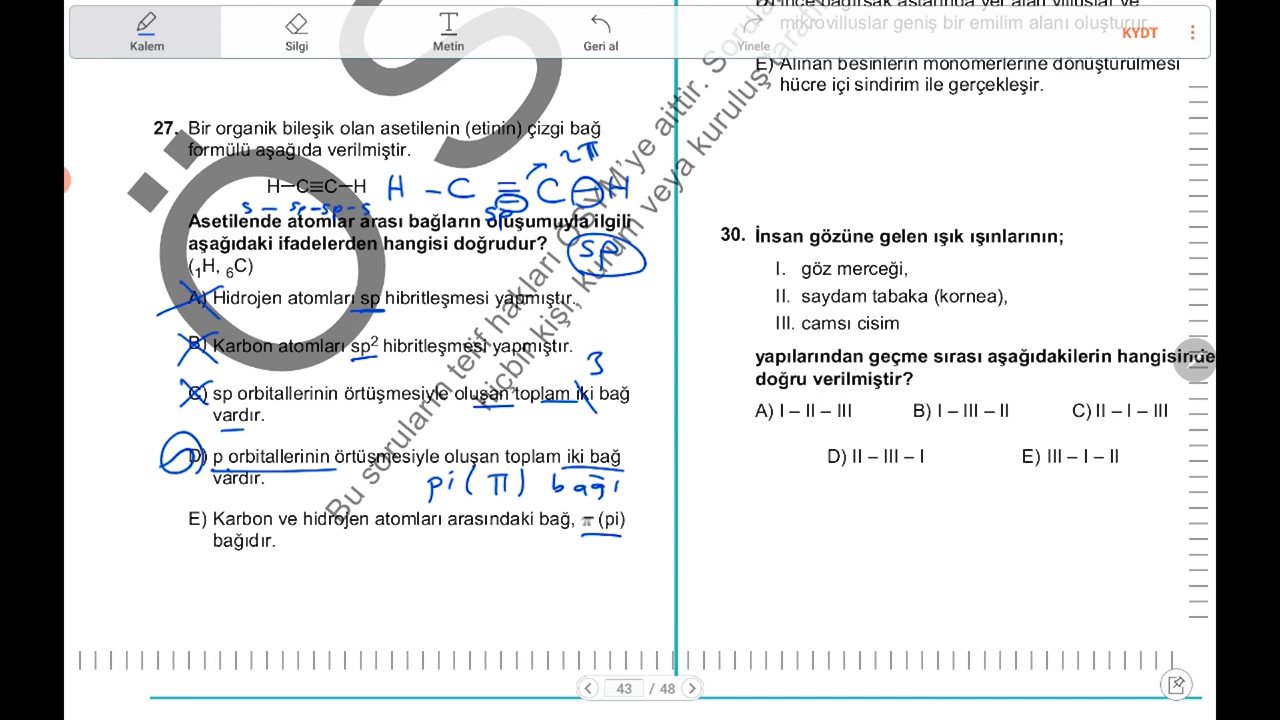 Kalem
Silgi
Metin
Geri al
Yinele
KYDT
mikrovilluslar geniş bir emilim alanı oluşturur.
E) Alınan besinlerin monomerlerine dönüştürülmesi
hücre içi sindirim ile gerçekleşir.
27. Bir organik bileşik olan asetilenin (etinin) çizgi bağ
formülü aşağıda verilmiştir.
2π
H–C≡C–H H – C ≡ C – H
s – sp–sp–s sp
Asetilende atomlar arası bağların oluşumuyla ilgili
aşağıdaki ifadelerden hangisi doğrudur?
sp
(₁H, ₆C)
A) Hidrojen atomları sp hibritleşmesi yapmıştır.
B) Karbon atomları sp² hibritleşmesi yapmıştır.
3
C) sp orbitallerinin örtüşmesiyle oluşan toplam iki bağ
vardır.
D) p orbitallerinin örtüşmesiyle oluşan toplam iki bağ
vardır.
pi (π) bağı
E) Karbon ve hidrojen atomları arasındaki bağ, π (pi)
bağıdır.
30. İnsan gözüne gelen ışık ışınlarının;
I. göz merceği,
II. saydam tabaka (kornea),
III. camsı cisim
yapılarından geçme sırası aşağıdakilerin hangisinde
doğru verilmiştir?
A) I – II – III B) I – III – II C) II – I – III
D) II – III – I E) III – I – II
Bu soruların telif hakları ÖSYM'ye aittir.
hiçbir kişi, kurum veya kuruluş
43 / 48